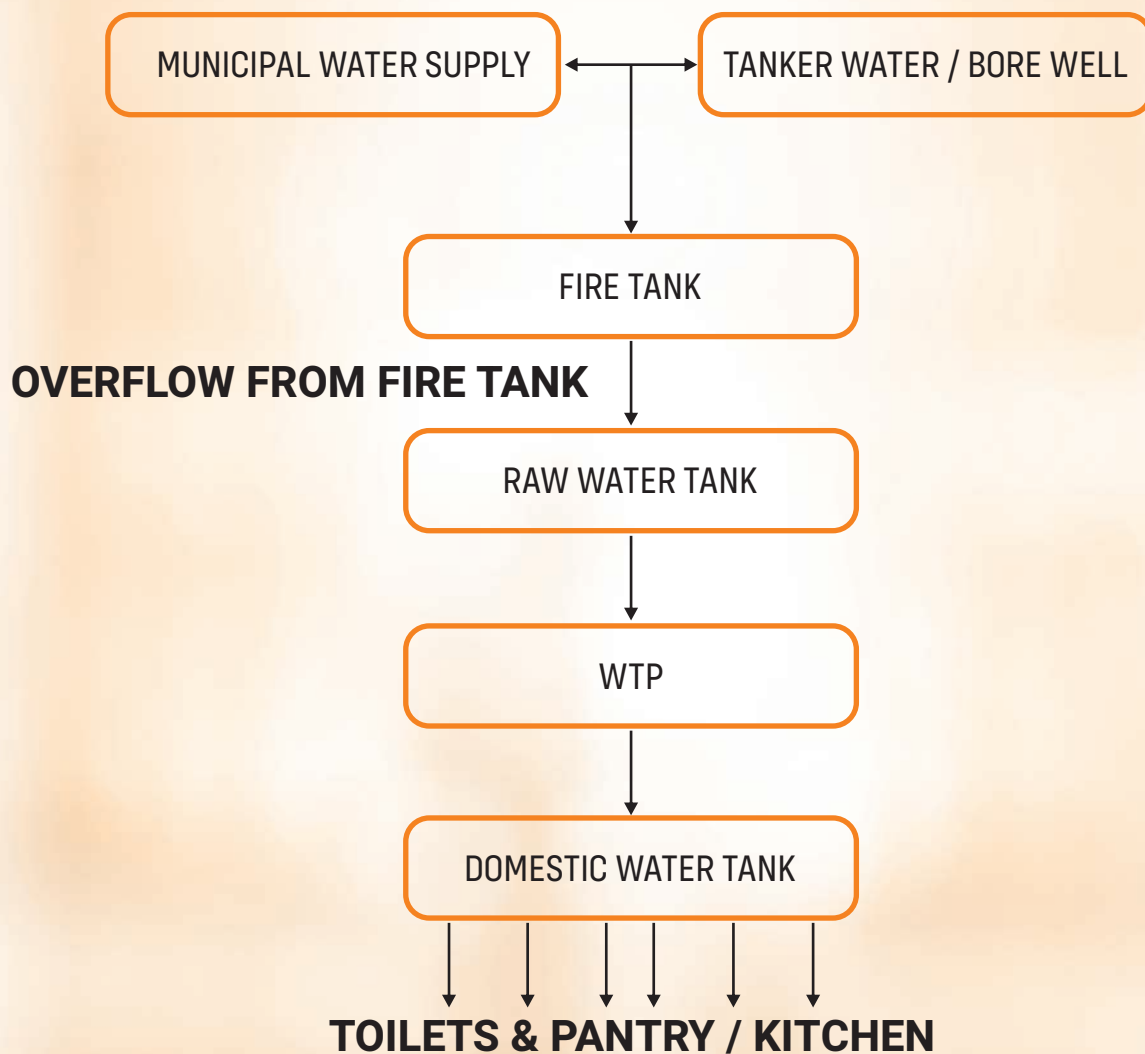 MUNICIPAL WATER SUPPLY
TANKER WATER / BORE WELL
FIRE TANK
OVERFLOW FROM FIRE TANK
RAW WATER TANK
WTP
DOMESTIC WATER TANK
TOILETS & PANTRY / KITCHEN